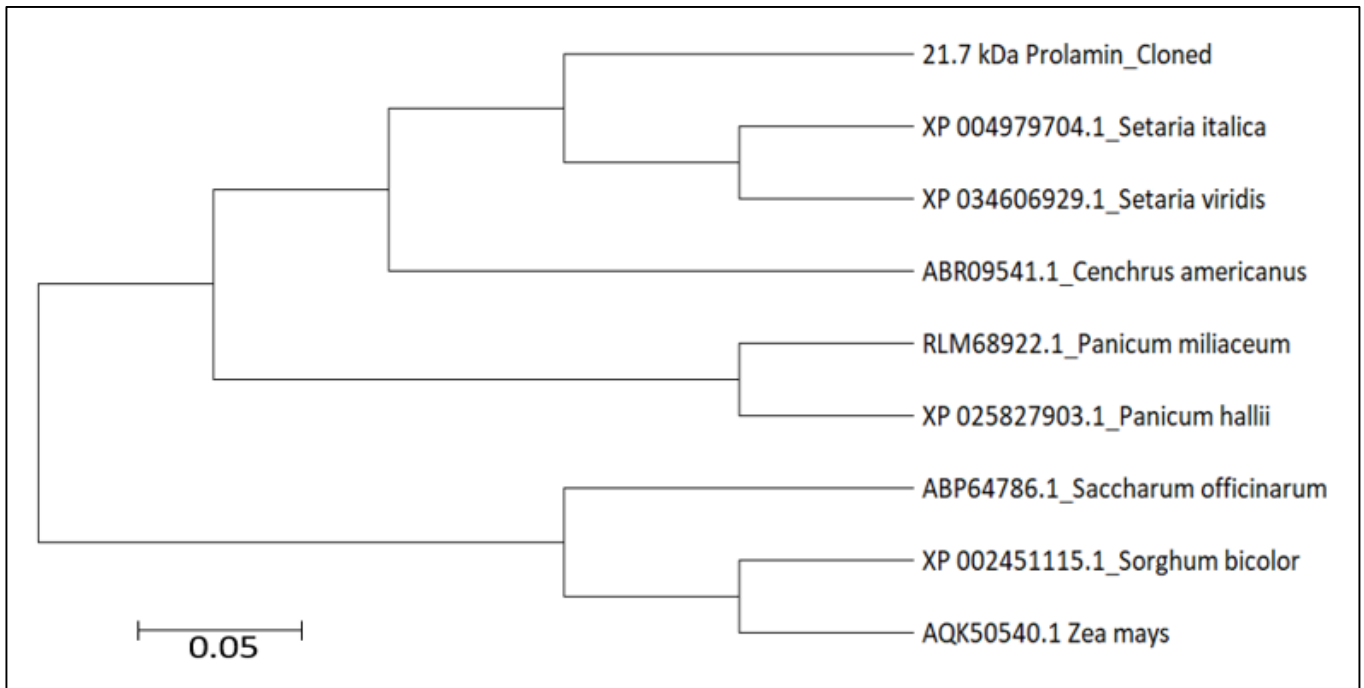 21.7 kDa Prolamin_Cloned
XP 004979704.1_Setaria italica
XP 034606929.1_Setaria viridis
ABR09541.1_Cenchrus americanus
RLM68922.1_Panicum miliaceum
XP 025827903.1_Panicum hallii
ABP64786.1_Saccharum officinarum
XP 002451115.1_Sorghum bicolor
AQK50540.1 Zea mays
0.05